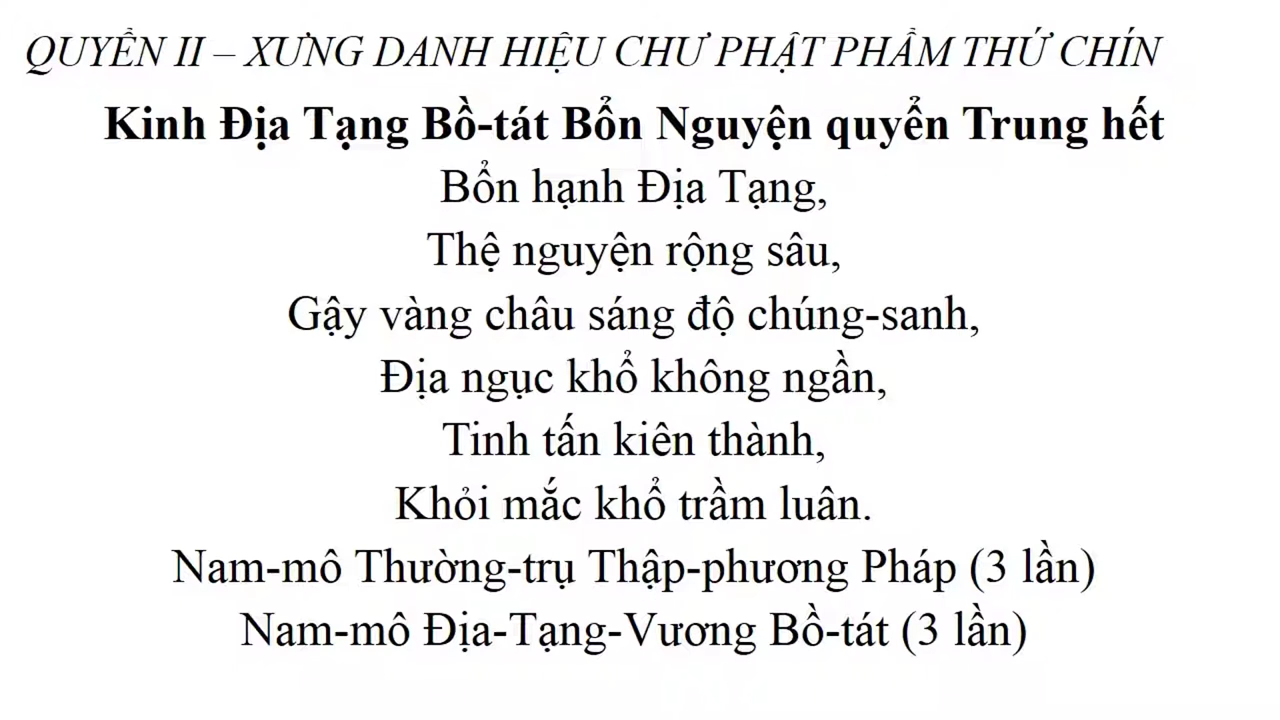 QUYỂN II – XƯNG DANH HIỆU CHƯ PHẬT PHẨM THỨ CHÍN
Kinh Địa Tạng Bồ-tát Bổn Nguyện quyển Trung hết
Bổn hạnh Địa Tạng,
Thệ nguyện rộng sâu,
Gậy vàng châu sáng độ chúng-sanh,
Địa ngục khổ không ngần,
Tinh tấn kiên thành,
Khỏi mắc khổ trầm luân.
Nam-mô Thường-trụ Thập-phương Pháp (3 lần)
Nam-mô Địa-Tạng-Vương Bồ-tát (3 lần)